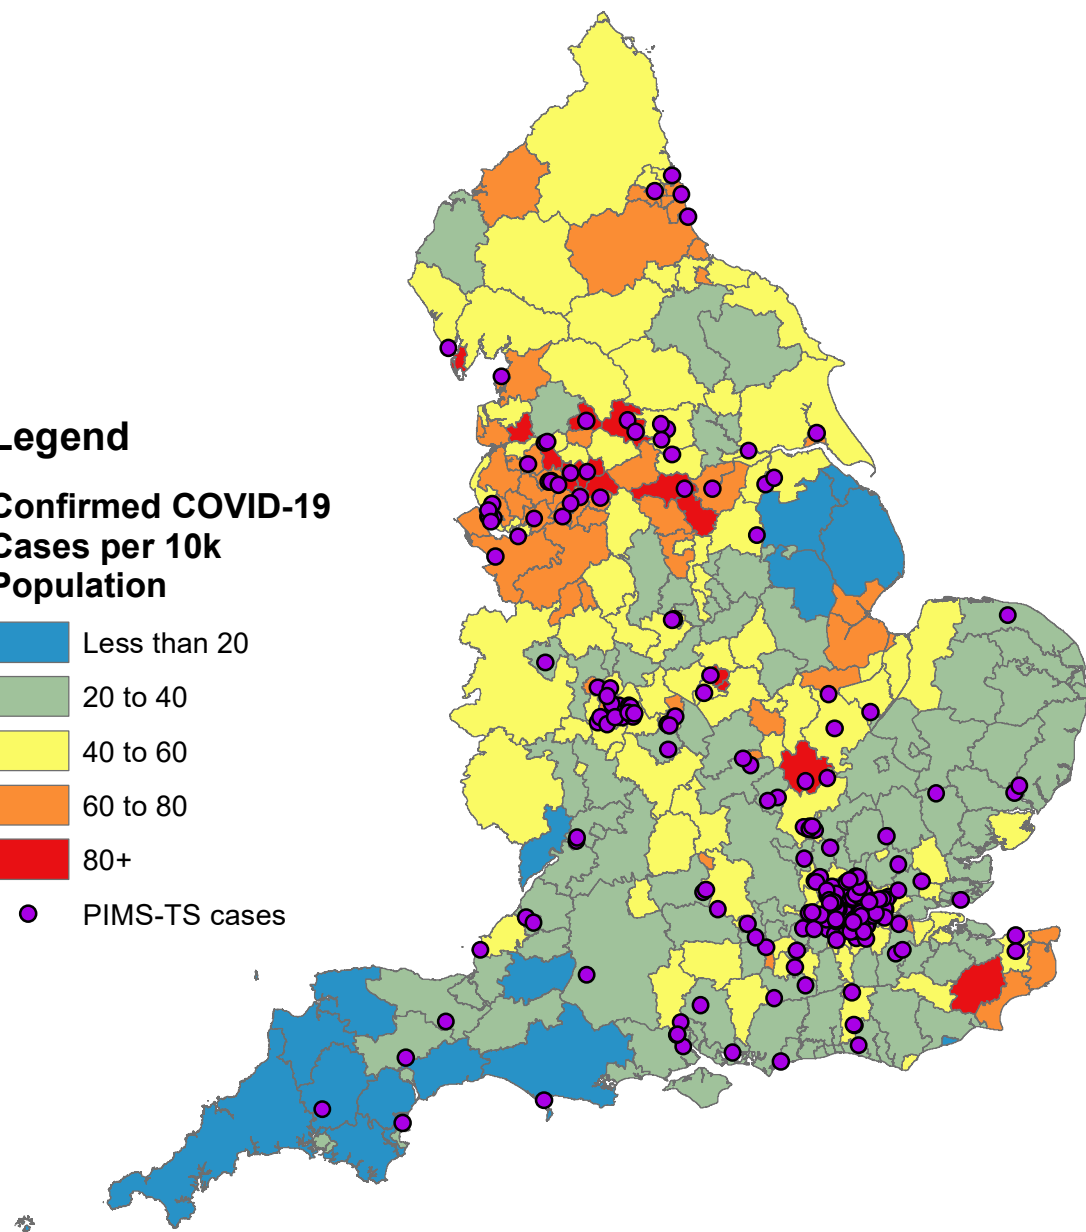 Legend
Confirmed COVID-19
Cases per 10k
Population
Less than 20
20 to 40
40 to 60
60 to 80
80+
PIMS-TS cases